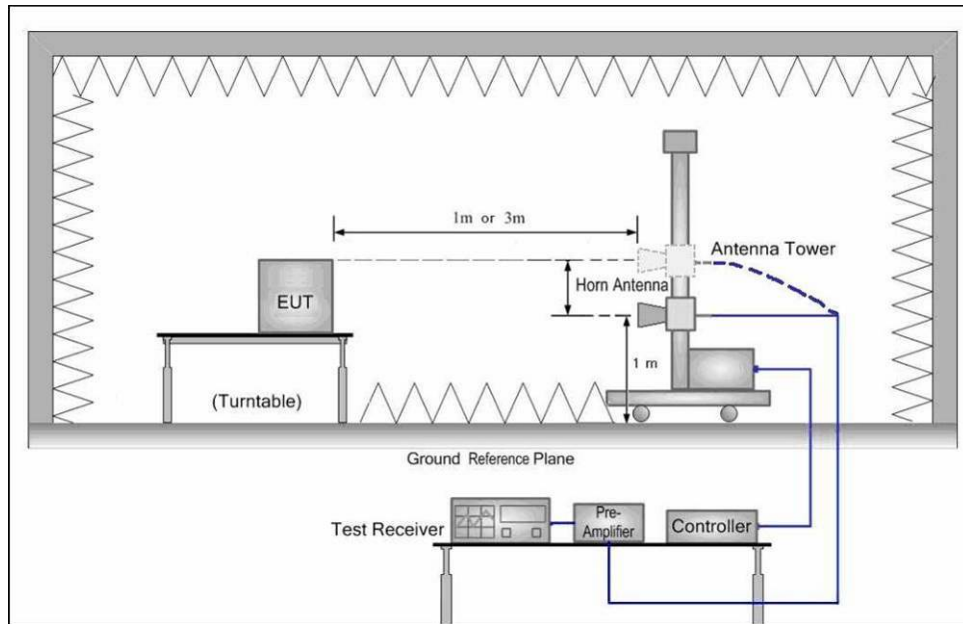 1m or 3m
Antenna Tower
Horn Antenna
EUT
1 m
(Turntable)
Ground Reference Plane
Test Receiver
Pre-
Amplifier
Controller